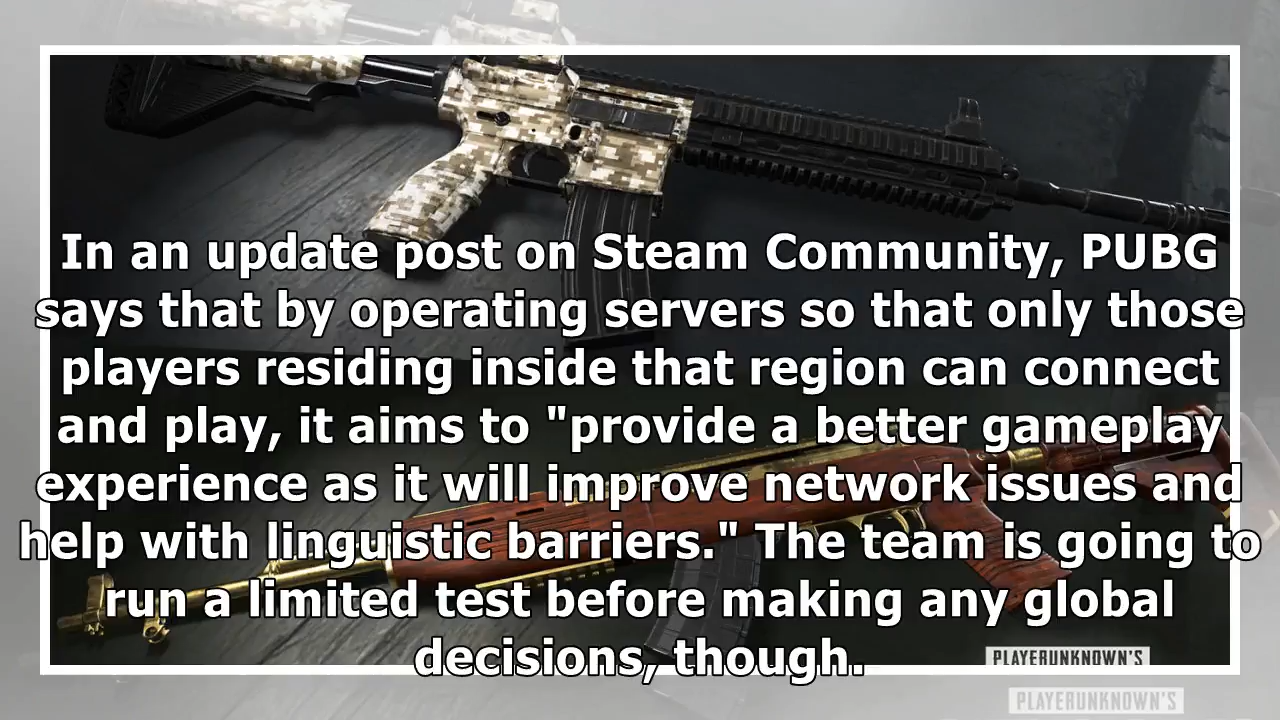 In an update post on Steam Community, PUBG
says that by operating servers so that only those
players residing inside that region can connect
and play, it aims to "provide a better gameplay
experience as it will improve network issues and
help with linguistic barriers." The team is going to
run a limited test before making any global
decisions, though.
PLAYERUNKNOWN'S
PLAYERUNKNOWN'S